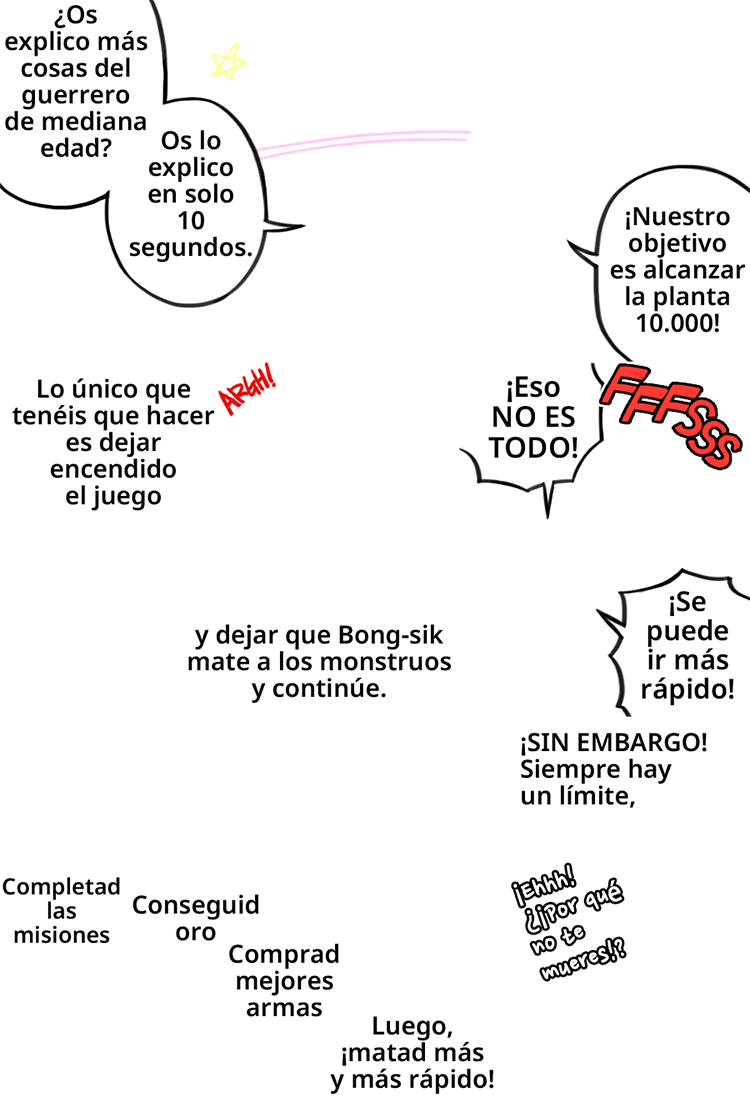 ¿Os
explico más
cosas del
guerrero
de mediana
edad?
Os lo
explico
en solo
10
segundos.
¡Nuestro
objetivo
es alcanzar
la planta
10.000!
Lo único que
tenéis que hacer
es dejar
encendido
el juego
ARGH!
¡Eso
NO ES
TODO!
FFFSSS
y dejar que Bong-sik
mate a los monstruos
y continúe.
¡Se
puede
ir más
rápido!
¡SIN EMBARGO!
Siempre hay
un límite,
Completad
las
misiones
Conseguid
oro
Comprad
mejores
armas
Luego,
¡matad más
y más rápido!
¡Ehhh!
¿¡Por qué
no te
mueres!?